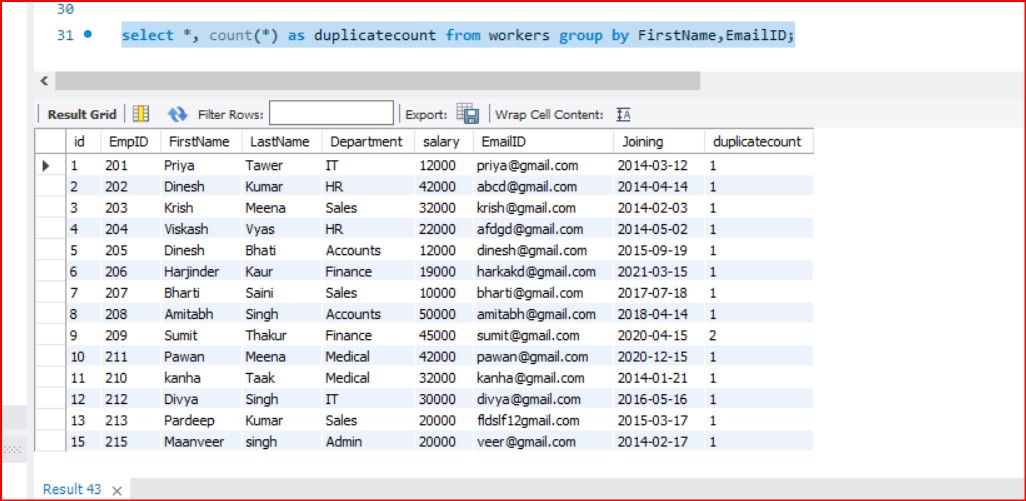 30
31 select *, count(*) as duplicatecount from workers group by FirstName,EmailID;
Result Grid Filter Rows: Export: Wrap Cell Content:
id EmpID FirstName LastName Department salary EmailID Joining duplicatecount
1 201 Priya Tawer IT 12000 priya@gmail.com 2014-03-12 1
2 202 Dinesh Kumar HR 42000 abcd@gmail.com 2014-04-14 1
3 203 Krish Meena Sales 32000 krish@gmail.com 2014-02-03 1
4 204 Viskash Vyas HR 22000 afdgd@gmail.com 2014-05-02 1
5 205 Dinesh Bhati Accounts 12000 dinesh@gmail.com 2015-09-19 1
6 206 Harjinder Kaur Finance 19000 harkakd@gmail.com 2021-03-15 1
7 207 Bharti Saini Sales 10000 bharti@gmail.com 2017-07-18 1
8 208 Amitabh Singh Accounts 50000 amitabh@gmail.com 2018-04-14 1
9 209 Sumit Thakur Finance 45000 sumit@gmail.com 2020-04-15 2
10 211 Pawan Meena Medical 42000 pawan@gmail.com 2020-12-15 1
11 210 kanha Taak Medical 32000 kanha@gmail.com 2014-01-21 1
12 212 Divya Singh IT 30000 divya@gmail.com 2016-05-16 1
13 213 Pardeep Kumar Sales 20000 fldslf12gmail.com 2015-03-17 1
15 215 Maanveer singh Admin 20000 veer@gmail.com 2014-02-17 1
Result 43